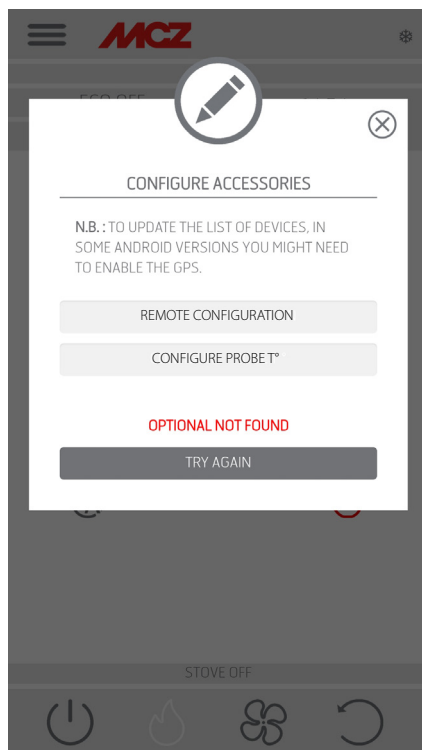 MCZ
CONFIGURE ACCESSORIES
N.B. : TO UPDATE THE LIST OF DEVICES, IN
SOME ANDROID VERSIONS YOU MIGHT NEED
TO ENABLE THE GPS.
REMOTE CONFIGURATION
CONFIGURE PROBE T°
OPTIONAL NOT FOUND
TRY AGAIN
STOVE OFF